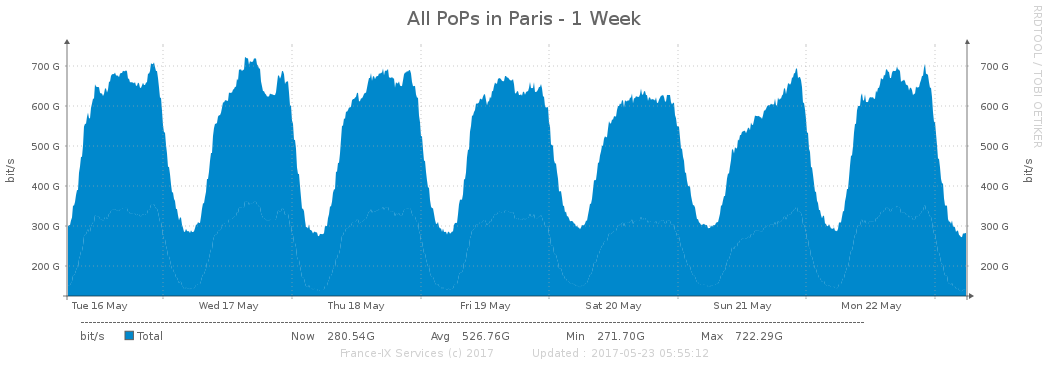 All PoPs in Paris - 1 Week
RRDTOOL / TOBI OETIKER
bit/s
700 G 700 G
600 G 600 G
500 G 500 G
400 G 400 G
300 G 300 G
200 G 200 G
bit/s
Tue 16 May Wed 17 May Thu 18 May Fri 19 May Sat 20 May Sun 21 May Mon 22 May
bit/s Total Now 280.54G Avg 526.76G Min 271.70G Max 722.29G
France-IX Services (c) 2017 Updated : 2017-05-23 05:55:12